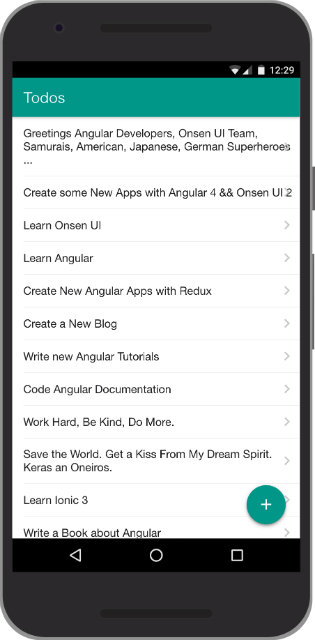 12:29
Todos
Greetings Angular Developers, Onsen UI Team,
Samurais, American, Japanese, German Superheroes
...
Create some New Apps with Angular 4 && Onsen UI 2
Learn Onsen UI
Learn Angular
Create New Angular Apps with Redux
Create a New Blog
Write new Angular Tutorials
Code Angular Documentation
Work Hard, Be Kind, Do More.
Save the World. Get a Kiss From My Dream Spirit.
Keras an Oneiros.
Learn Ionic 3
+
Write a Book about Angular